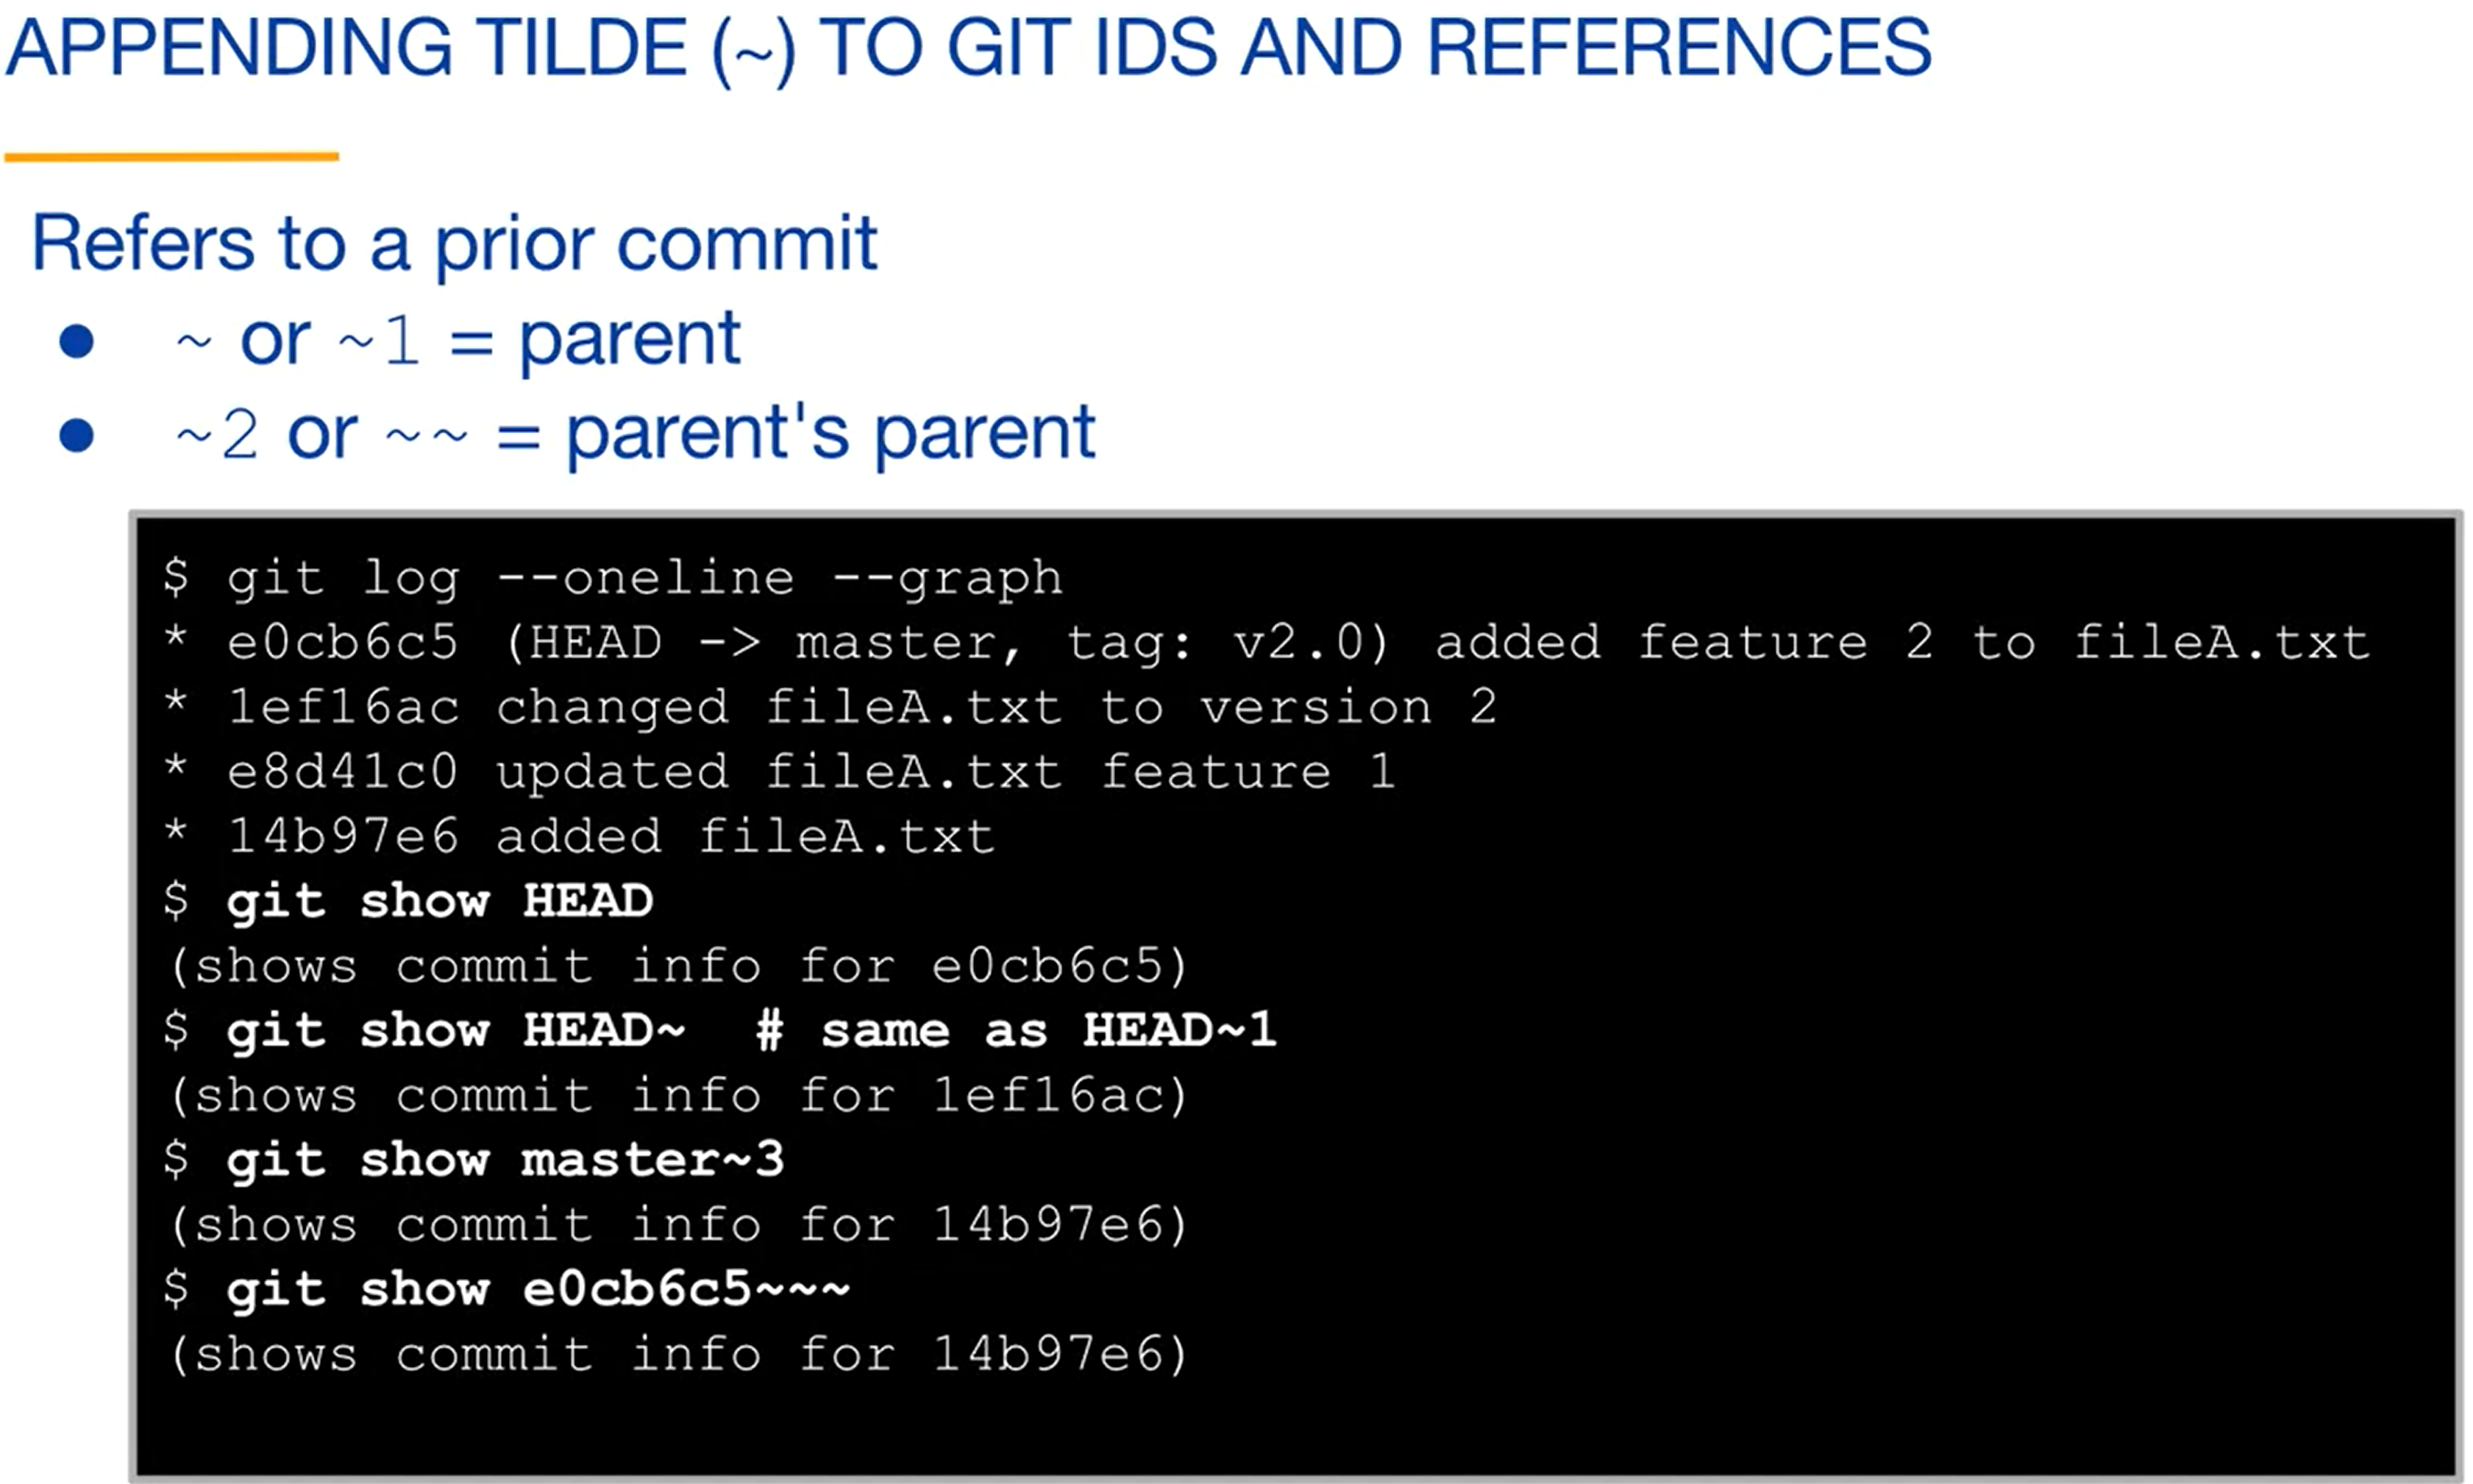 APPENDING TILDE (~) TO GIT IDS AND REFERENCES
Refers to a prior commit
● ~ or ~1 = parent
● ~2 or ~~ = parent's parent
$ git log --oneline --graph
* e0cb6c5 (HEAD -> master, tag: v2.0) added feature 2 to fileA.txt
* 1ef16ac changed fileA.txt to version 2
* e8d41c0 updated fileA.txt feature 1
* 14b97e6 added fileA.txt
$ git show HEAD
(shows commit info for e0cb6c5)
$ git show HEAD~  # same as HEAD~1
(shows commit info for 1ef16ac)
$ git show master~3
(shows commit info for 14b97e6)
$ git show e0cb6c5~~~
(shows commit info for 14b97e6)